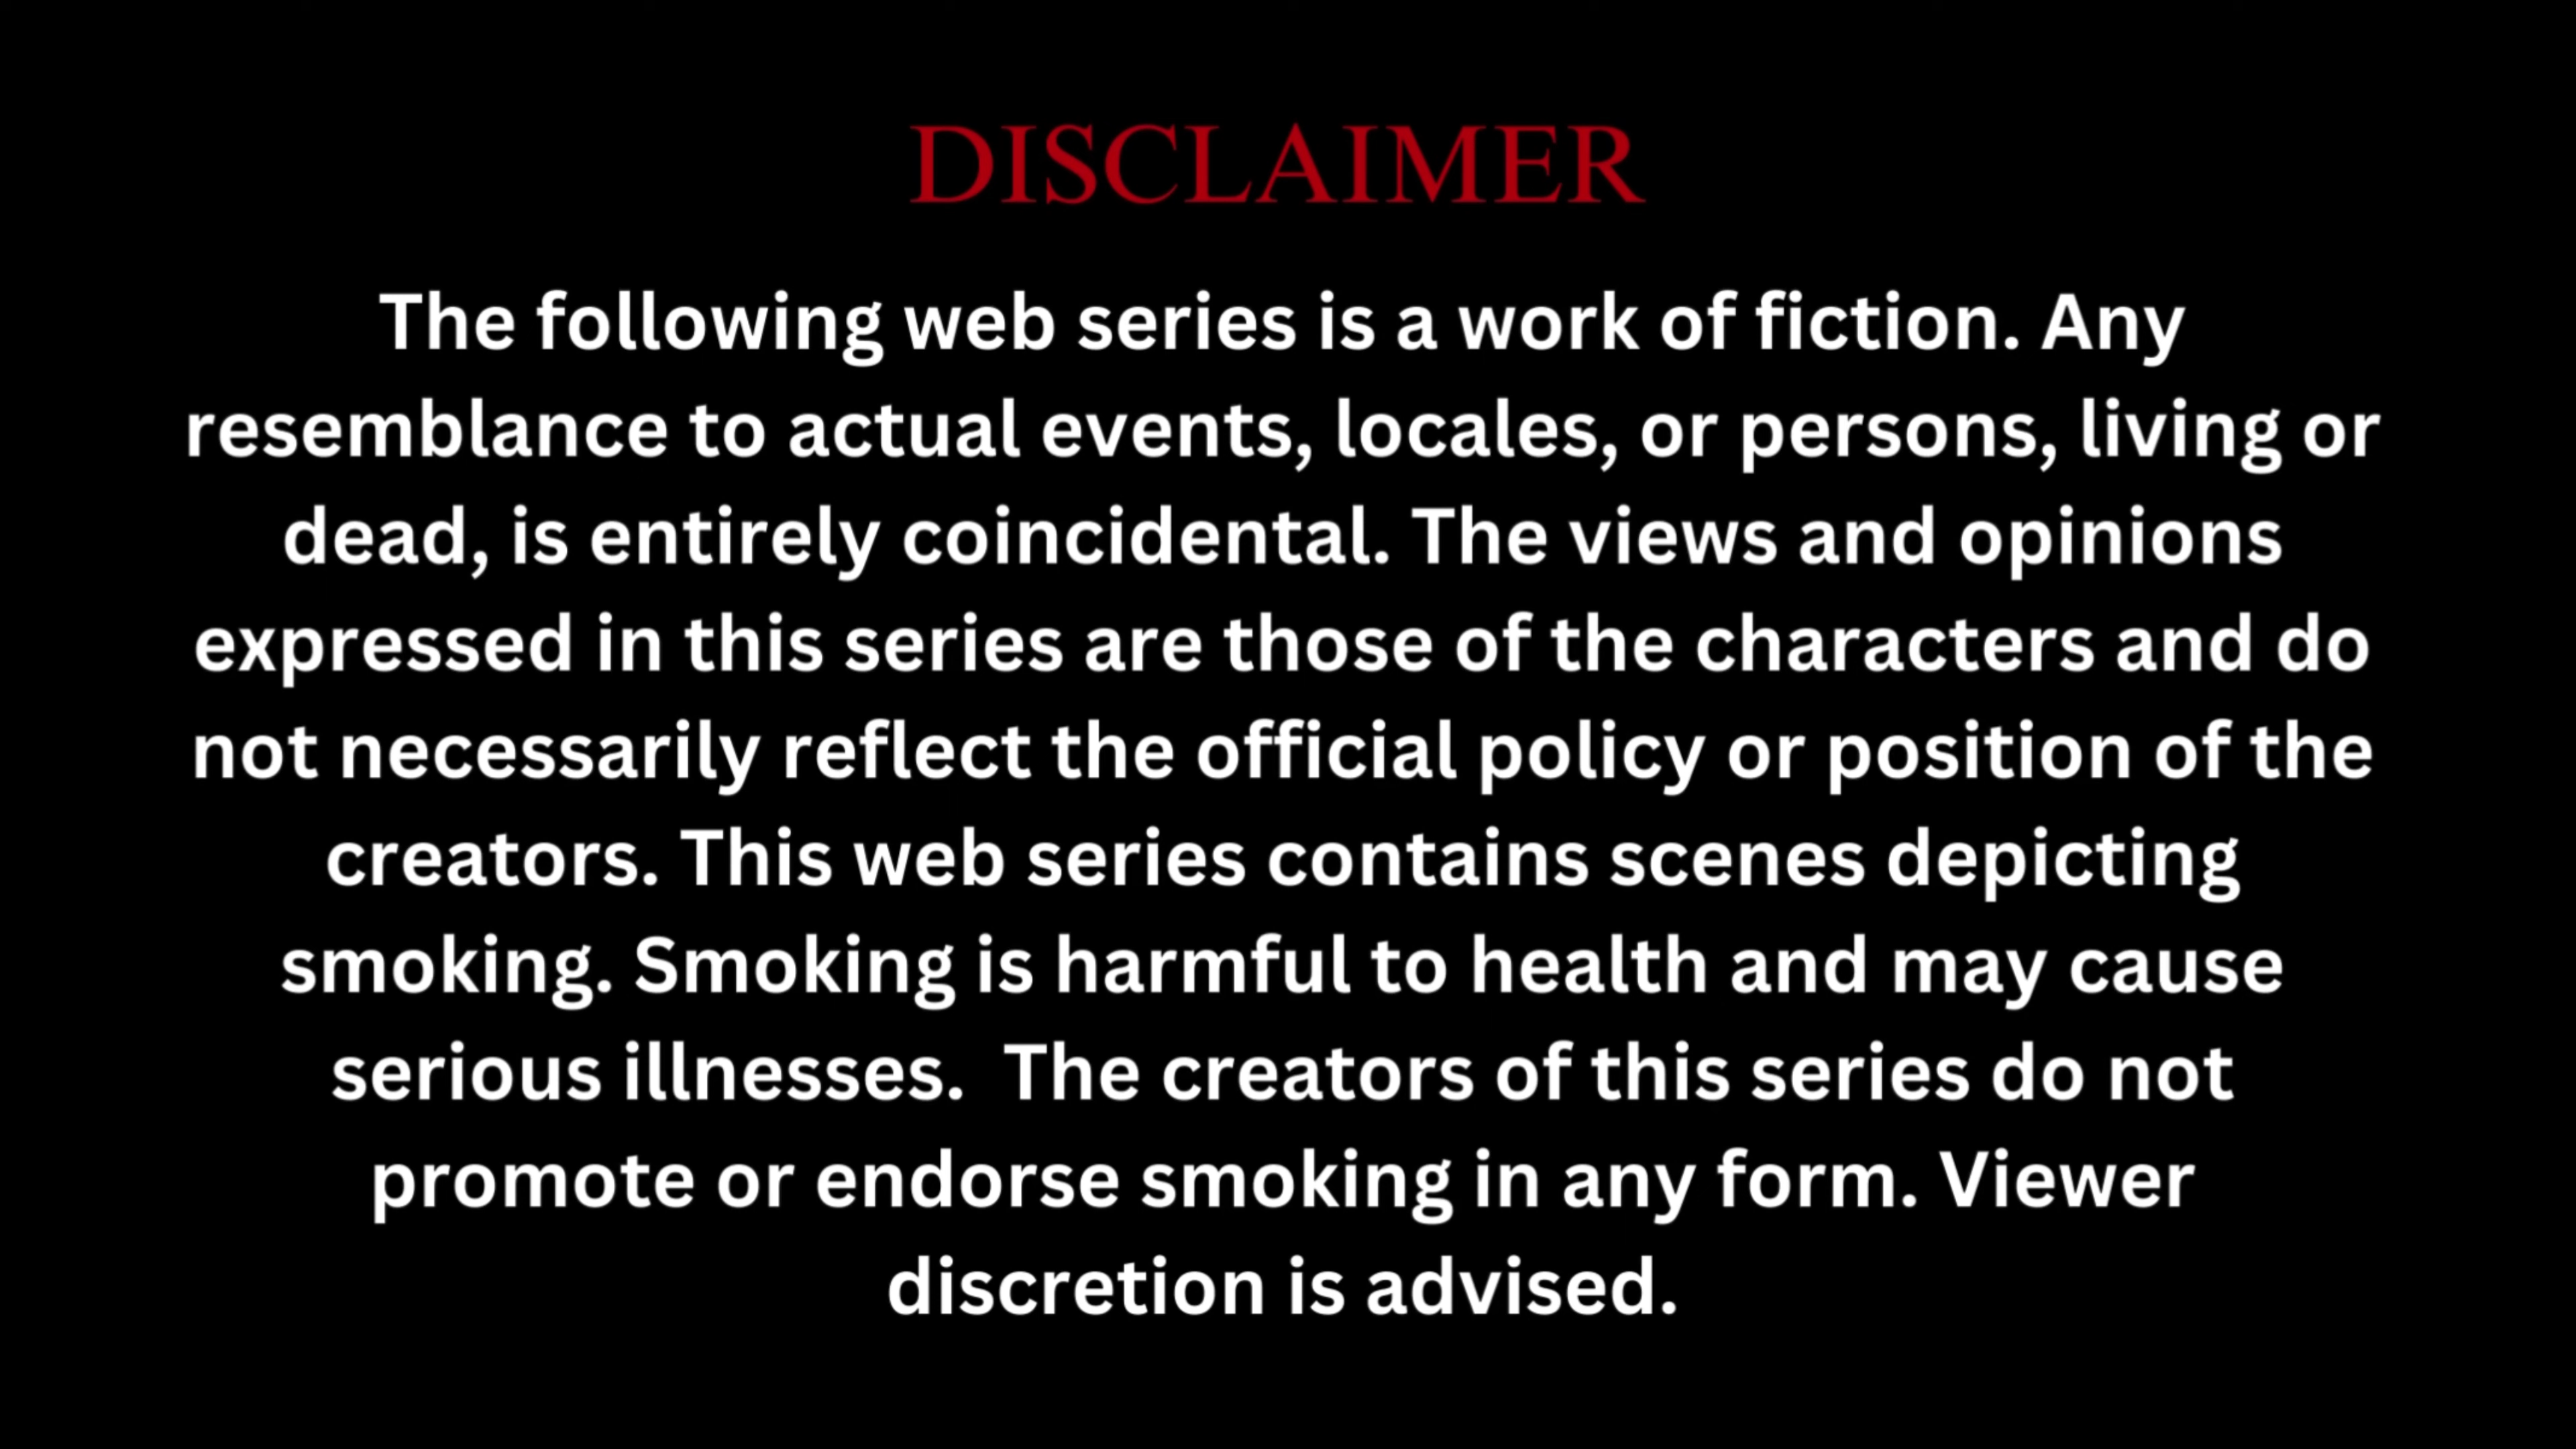 DISCLAIMER
The following web series is a work of fiction. Any
resemblance to actual events, locales, or persons, living or
dead, is entirely coincidental. The views and opinions
expressed in this series are those of the characters and do
not necessarily reflect the official policy or position of the
creators. This web series contains scenes depicting
smoking. Smoking is harmful to health and may cause
serious illnesses.  The creators of this series do not
promote or endorse smoking in any form. Viewer
discretion is advised.